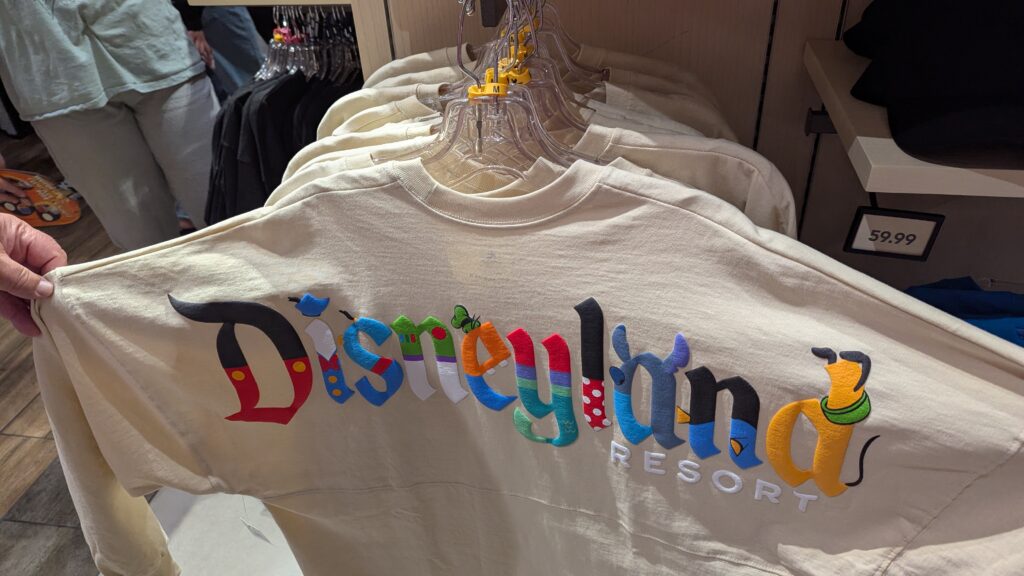 M
59.99
Disneyland
RESORT